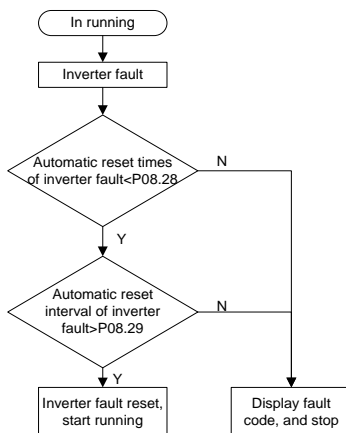 In running
Inverter fault
Automatic reset times
of inverter fault<P08.28
N
Y
Automatic reset
interval of inverter
fault>P08.29
N
Y
Inverter fault reset,
start running
Display fault
code, and stop